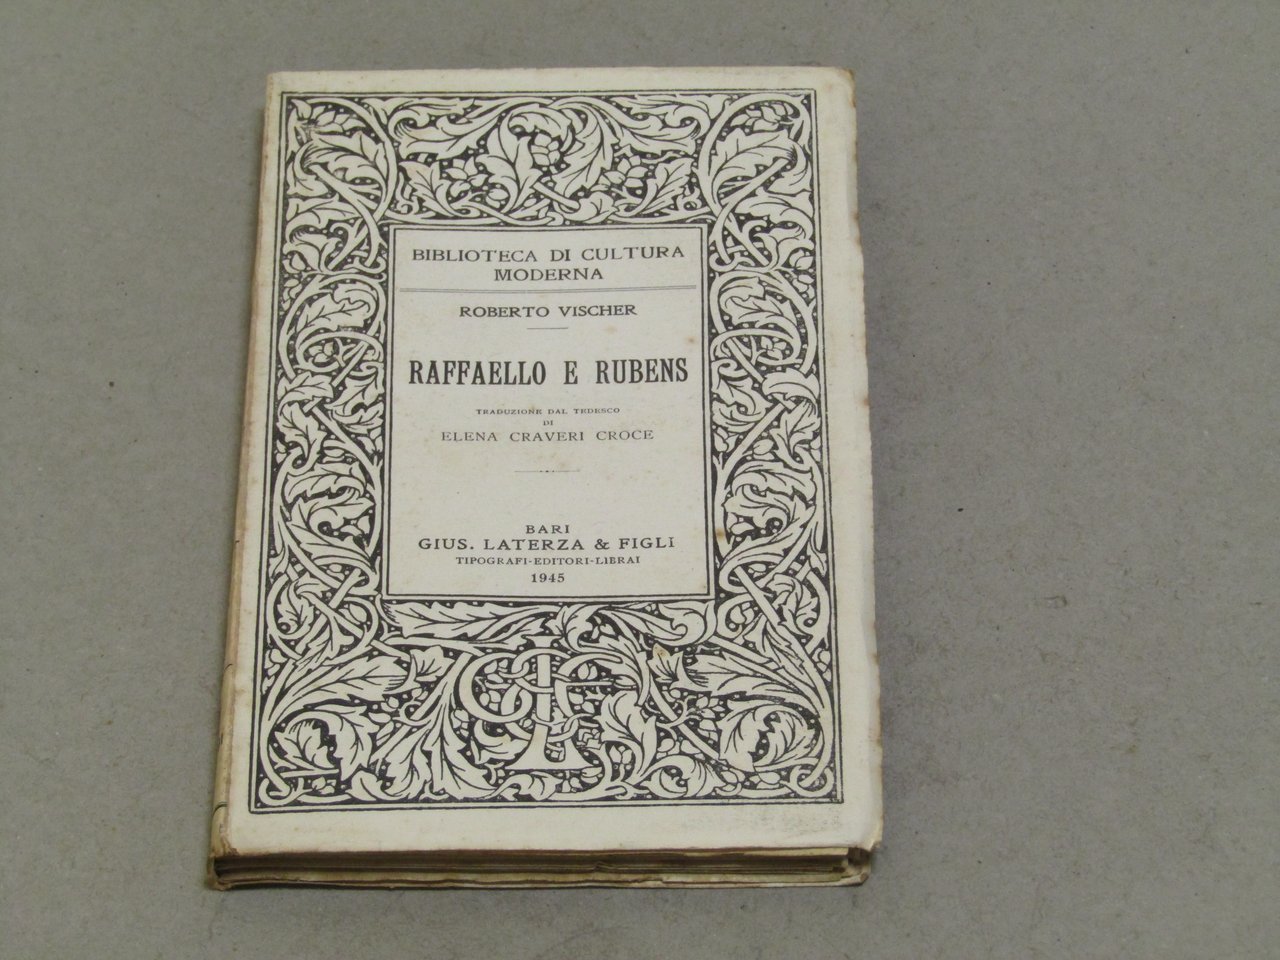 BIBLIOTECA DI CULTURA
MODERNA
ROBERTO VISCHER
RAFFAELLO E RUBENS
TRADUZIONE DAL TEDESCO
DI
ELENA CRAVERI CROCE
BARI
GIUS. LATERZA & FIGLI
TIPOGRAFI-EDITORI-LIBRAI
1945